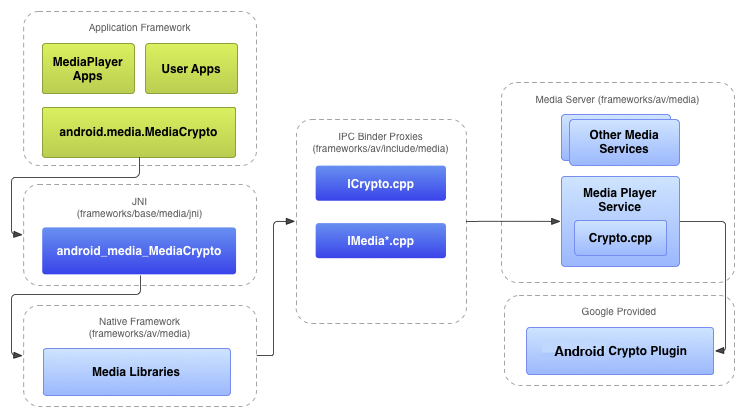 Application Framework
MediaPlayer
Apps
User Apps
android.media.MediaCrypto
JNI
(frameworks/base/media/jni)
android_media_MediaCrypto
Native Framework
(frameworks/av/media)
Media Libraries
IPC Binder Proxies
(frameworks/av/include/media)
ICrypto.cpp
IMedia*.cpp
Media Server (frameworks/av/media)
Other Media
Services
Media Player
Service
Crypto.cpp
Google Provided
Android Crypto Plugin